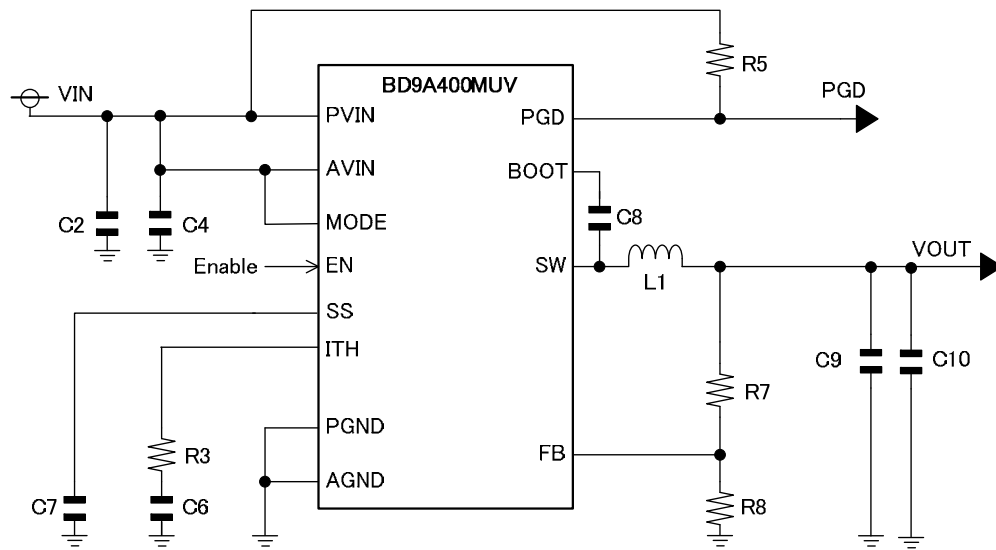 BD9A400MUV
R5
VIN
PGD
PVIN
PGD
BOOT
AVIN
C2
C4
MODE
C8
VOUT
Enable
EN
SW
L1
SS
ITH
C9
C10
R7
PGND
R3
FB
AGND
C7
C6
R8